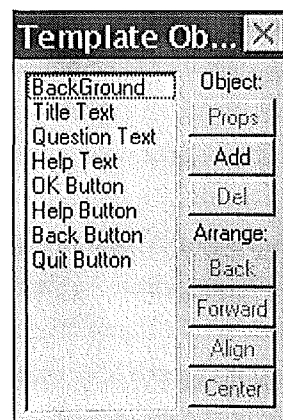 Template Ob...
BackGround
Title Text
Question Text
Help Text
OK Button
Help Button
Back Button
Quit Button
Object:
Props
Add
Del
Arrange:
Back
Forward
Align
Center